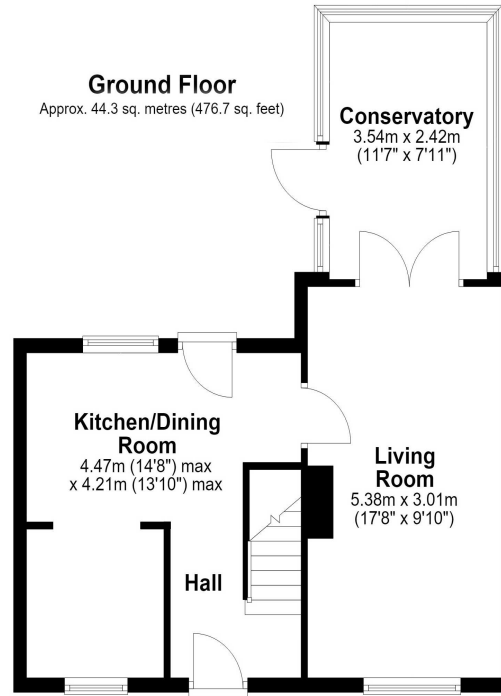 Ground Floor
Approx. 44.3 sq. metres (476.7 sq. feet)
Conservatory
3.54m x 2.42m
(11'7" x 7'11")
Kitchen/Dining
Room
4.47m (14'8") max
x 4.21m (13'10") max
Living
Room
5.38m x 3.01m
(17'8" x 9'10")
Hall